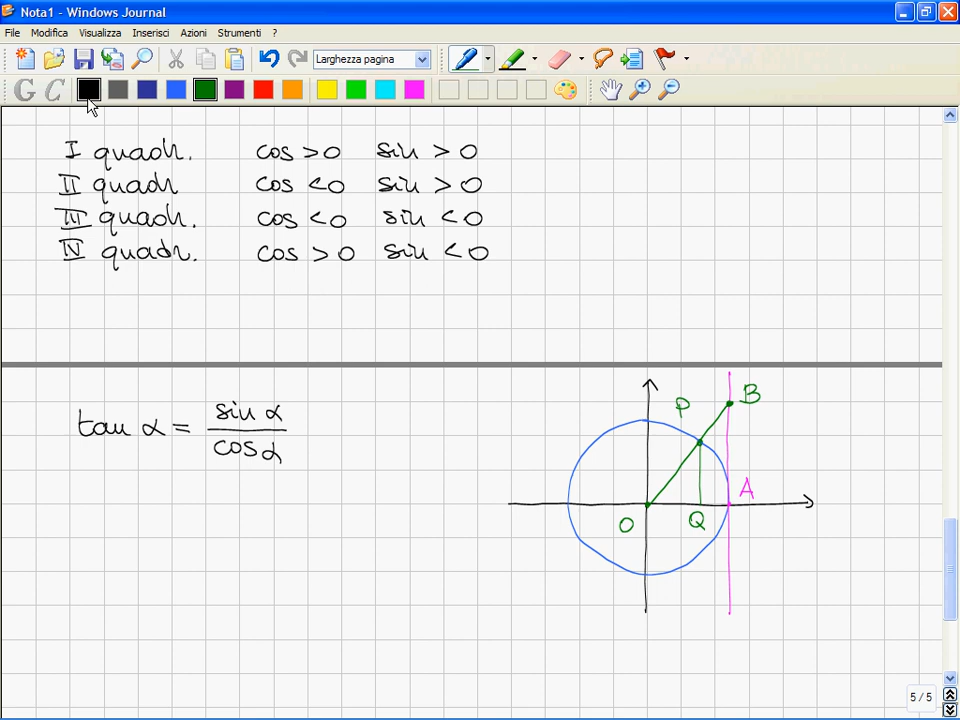 Nota1 - Windows Journal
File Modifica Visualizza Inserisci Azioni Strumenti ?
Larghezza pagina
G C
I quadr. cos > 0 sin > 0
II quadr cos < 0 sin > 0
III quadr. cos < 0 sin < 0
IV quadr. cos > 0 sin < 0
tan α = sin α
cos α
P B
A
O Q
5 / 5